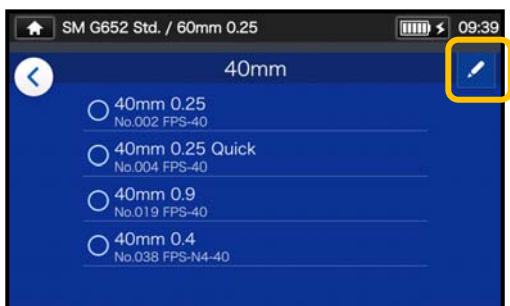 SM G652 Std. / 60mm 0.25 09:39
40mm
40mm 0.25
No.002 FPS-40
40mm 0.25 Quick
No.004 FPS-40
40mm 0.9
No.019 FPS-40
40mm 0.4
No.038 FPS-N4-40